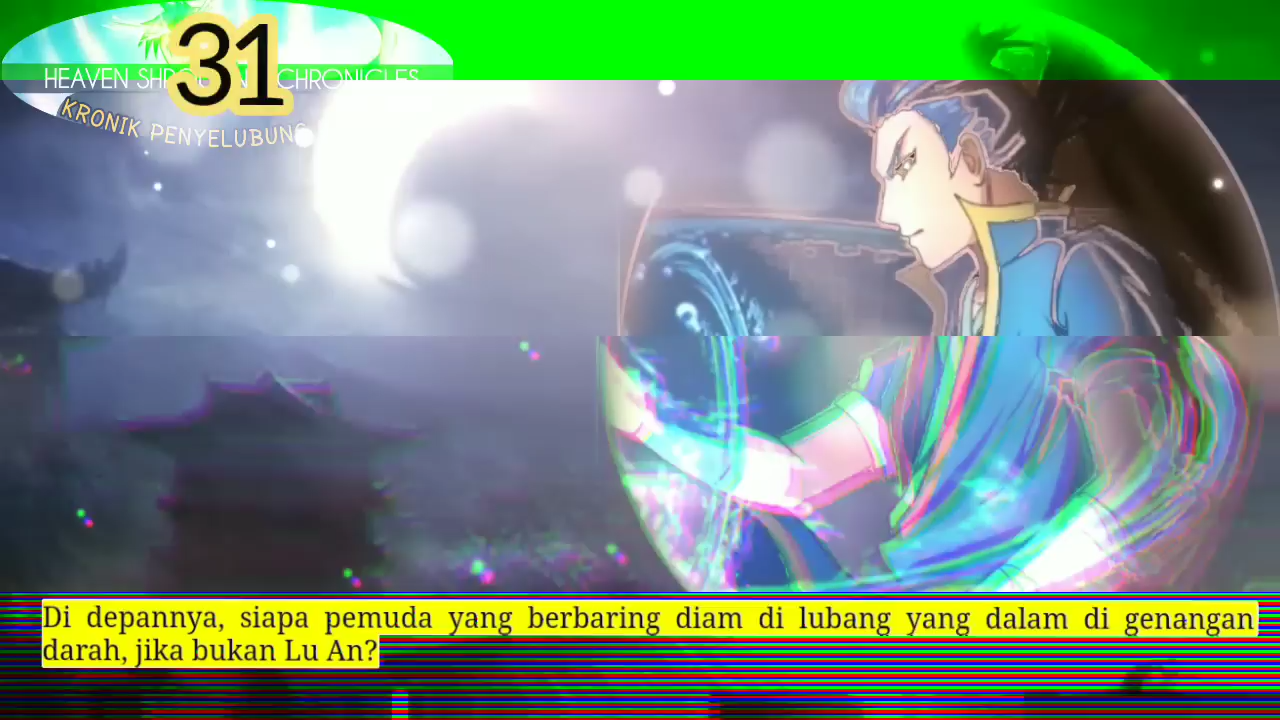 31
HEAVEN CHRONICLES
KRONIK PENYELUBUNG
Di depannya, siapa pemuda yang berbaring diam di lubang yang dalam di genangan
darah, jika bukan Lu An?